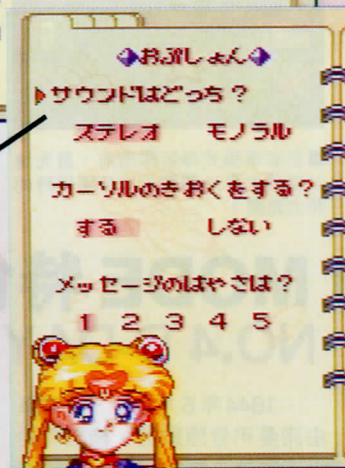 おぷしょん
サウンドはどっち？
ステレオ モノラル
カーソルのきおくをする？
する しない
メッセージのはやさは？
1 2 3 4 5